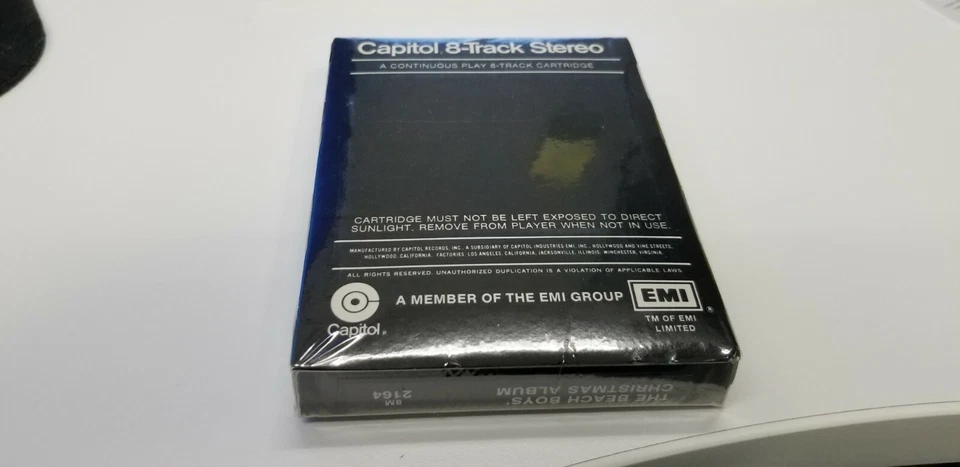 Capitol 8-Track Stereo
A CONTINUOUS PLAY 8-TRACK CARTRIDGE
CARTRIDGE MUST NOT BE LEFT EXPOSED TO DIRECT
SUNLIGHT. REMOVE FROM PLAYER WHEN NOT IN USE.
MANUFACTURED BY CAPITOL RECORDS, INC., A SUBSIDIARY OF CAPITOL INDUSTRIES-EMI, INC., HOLLYWOOD AND VINE STREETS,
HOLLYWOOD, CALIFORNIA. FACTORIES: LOS ANGELES, CALIFORNIA, JACKSONVILLE, ILLINOIS, WINCHESTER, VIRGINIA.
ALL RIGHTS RESERVED. UNAUTHORIZED DUPLICATION IS A VIOLATION OF APPLICABLE LAWS.
Capitol®
A MEMBER OF THE EMI GROUP
EMI®
TM OF EMI
LIMITED
THE BEACH BOYS'
CHRISTMAS ALBUM
8M
2164